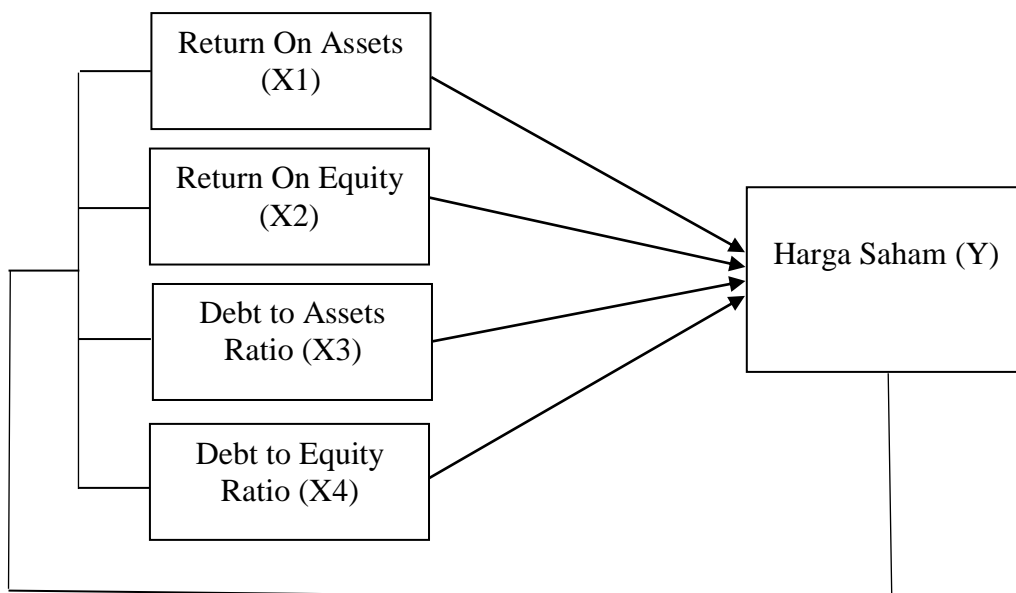 Return On Assets
(X1)
Return On Equity
(X2)
Harga Saham (Y)
Debt to Assets
Ratio (X3)
Debt to Equity
Ratio (X4)